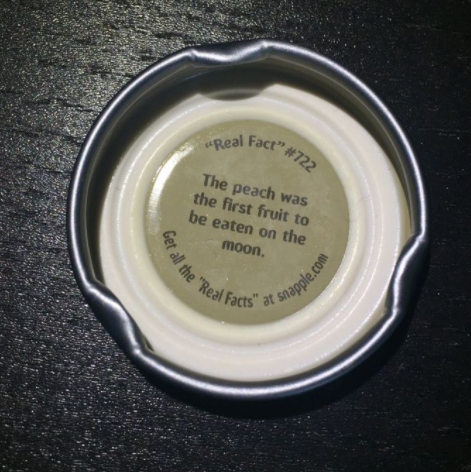 "Real Fact" #722
The peach was
the first fruit to
be eaten on the
moon.
Get all the "Real Facts" at snapple.com